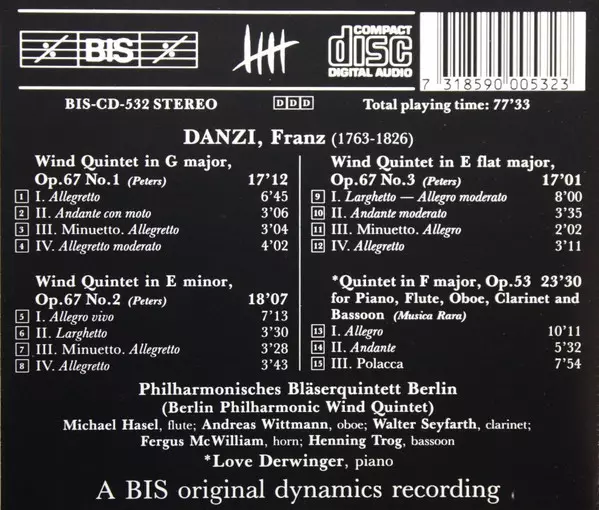 BIS
COMPACT
disc
DIGITAL AUDIO
7 318590 005323
BIS-CD-532 STEREO
DDD
Total playing time: 77'33
DANZI, Franz (1763-1826)
Wind Quintet in G major,
Op.67 No.1 (Peters) 17'12
1 I. Allegretto 6'45
2 II. Andante con moto 3'06
3 III. Minuetto. Allegretto 3'04
4 IV. Allegretto moderato 4'02
Wind Quintet in E minor,
Op.67 No.2 (Peters) 18'07
5 I. Allegro vivo 7'13
6 II. Larghetto 3'30
7 III. Minuetto. Allegretto 3'28
8 IV. Allegretto 3'43
Wind Quintet in E flat major,
Op.67 No.3 (Peters) 17'01
9 I. Larghetto — Allegro moderato 8'00
10 II. Andante moderato 3'35
11 III. Minuetto. Allegro 2'02
12 IV. Allegretto 3'11
*Quintet in F major, Op.53 23'30
for Piano, Flute, Oboe, Clarinet and
Bassoon (Musica Rara)
13 I. Allegro 10'11
14 II. Andante 5'32
15 III. Polacca 7'54
Philharmonisches Bläserquintett Berlin
(Berlin Philharmonic Wind Quintet)
Michael Hasel, flute; Andreas Wittmann, oboe; Walter Seyfarth, clarinet;
Fergus McWilliam, horn; Henning Trog, bassoon
*Love Derwinger, piano
A BIS original dynamics recording